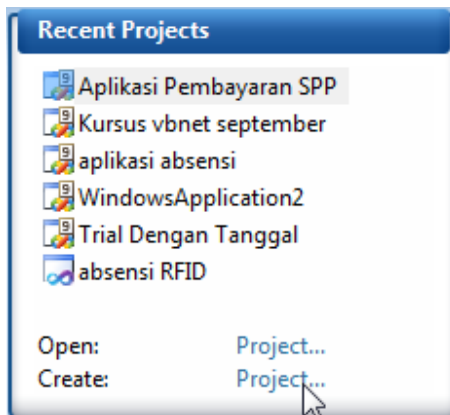 Recent Projects
Aplikasi Pembayaran SPP
Kursus vbnet september
aplikasi absensi
WindowsApplication2
Trial Dengan Tanggal
absensi RFID
Open: Project...
Create: Project...